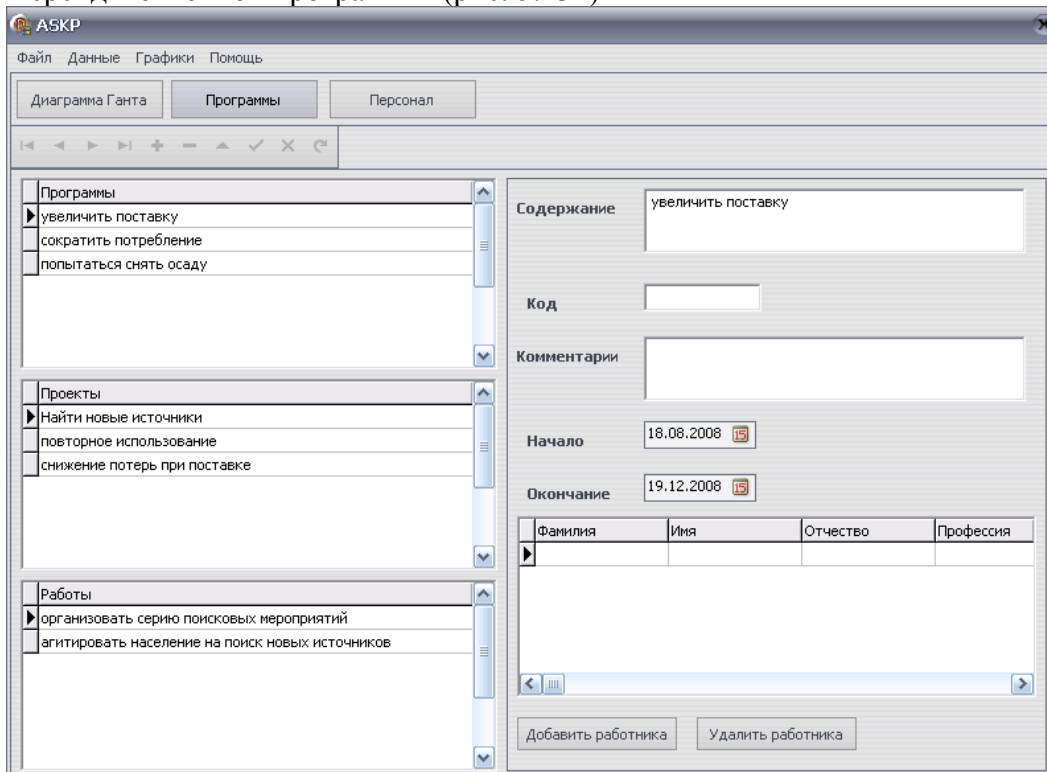 ASKP
Файл Данные Графики Помощь
Диаграмма Ганта Программы Персонал
Программы
увеличить поставку
сократить потребление
попытаться снять осаду
Проекты
Найти новые источники
повторное использование
снижение потерь при поставке
Работы
организовать серию поисковых мероприятий
агитировать население на поиск новых источников
Содержание увеличить поставку
Код
Комментарии
Начало 18.08.2008 15
Окончание 19.12.2008 15
Фамилия Имя Отчество Профессия
Добавить работника Удалить работника